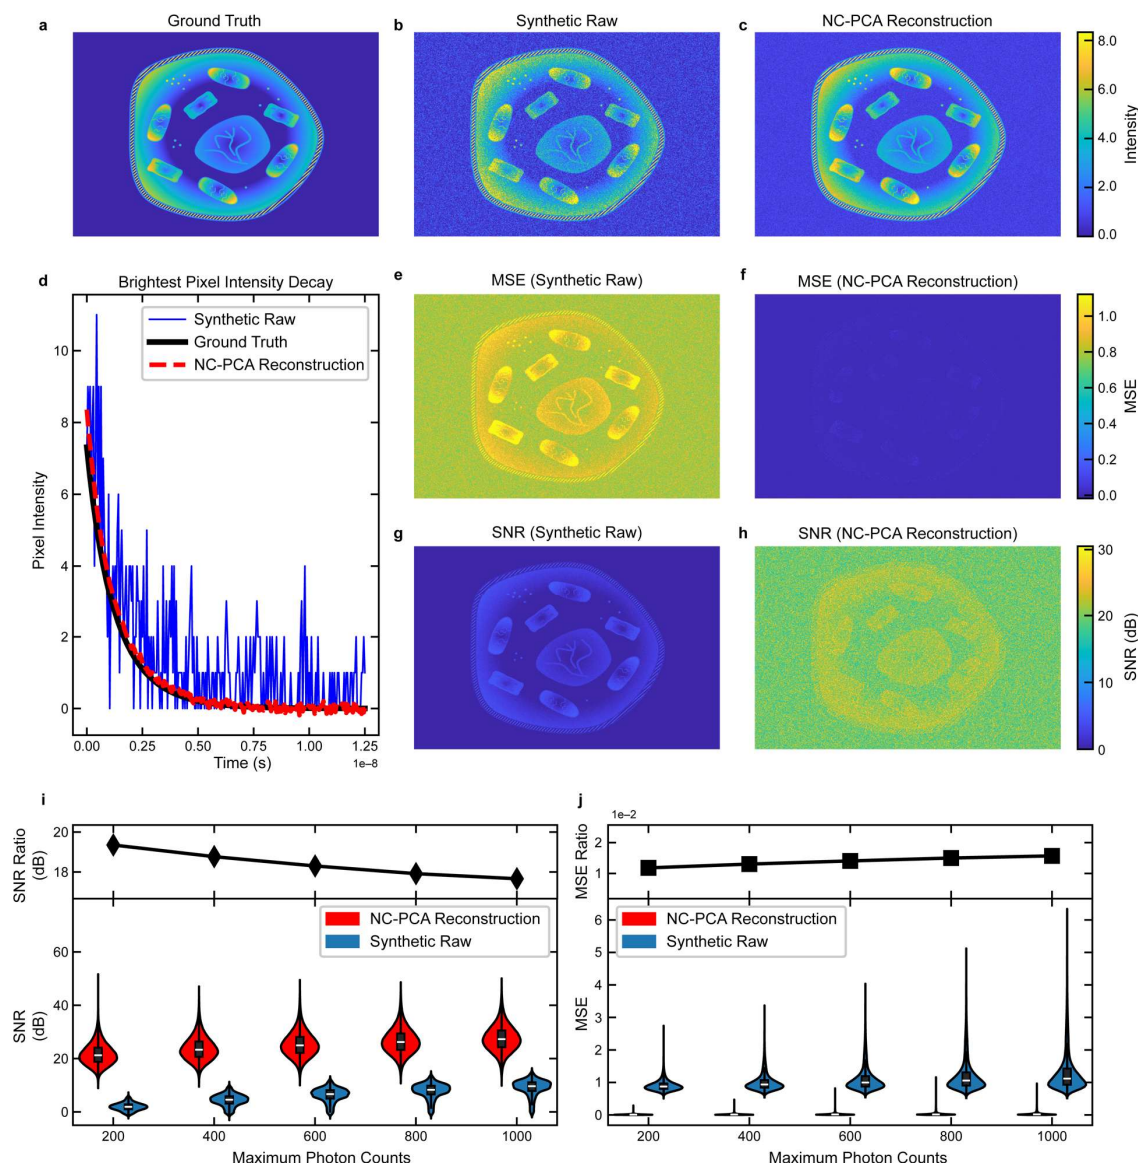 a
Ground Truth
b
Synthetic Raw
c
NC-PCA Reconstruction
8.0
6.0
4.0
2.0
0.0
Intensity
d
Brightest Pixel Intensity Decay
Synthetic Raw
Ground Truth
NC-PCA Reconstruction
10
8
6
4
2
0
Pixel Intensity
0.00 0.25 0.50 0.75 1.00 1.25
Time (s)
1e–8
e
MSE (Synthetic Raw)
f
MSE (NC-PCA Reconstruction)
1.0
0.8
0.6
0.4
0.2
0.0
MSE
g
SNR (Synthetic Raw)
h
SNR (NC-PCA Reconstruction)
30
20
10
0
SNR (dB)
i
20
18
SNR Ratio
(dB)
NC-PCA Reconstruction
Synthetic Raw
60
40
20
0
SNR
(dB)
200 400 600 800 1000
Maximum Photon Counts
j
1e–2
2
1
MSE Ratio
NC-PCA Reconstruction
Synthetic Raw
6
5
4
3
2
1
0
MSE
200 400 600 800 1000
Maximum Photon Counts